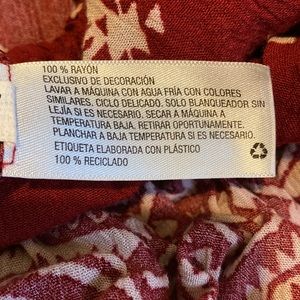 100 % RAYÓN
EXCLUSIVO DE DECORACIÓN
LAVAR A MÁQUINA CON AGUA FRÍA CON COLORES
SIMILARES. CICLO DELICADO. SOLO BLANQUEADOR SIN
LEJÍA SI ES NECESARIO. SECAR A MÁQUINA A
TEMPERATURA BAJA. RETIRAR OPORTUNAMENTE.
PLANCHAR A BAJA TEMPERATURA SI ES NECESARIO.
ETIQUETA ELABORADA CON PLÁSTICO
100 % RECICLADO